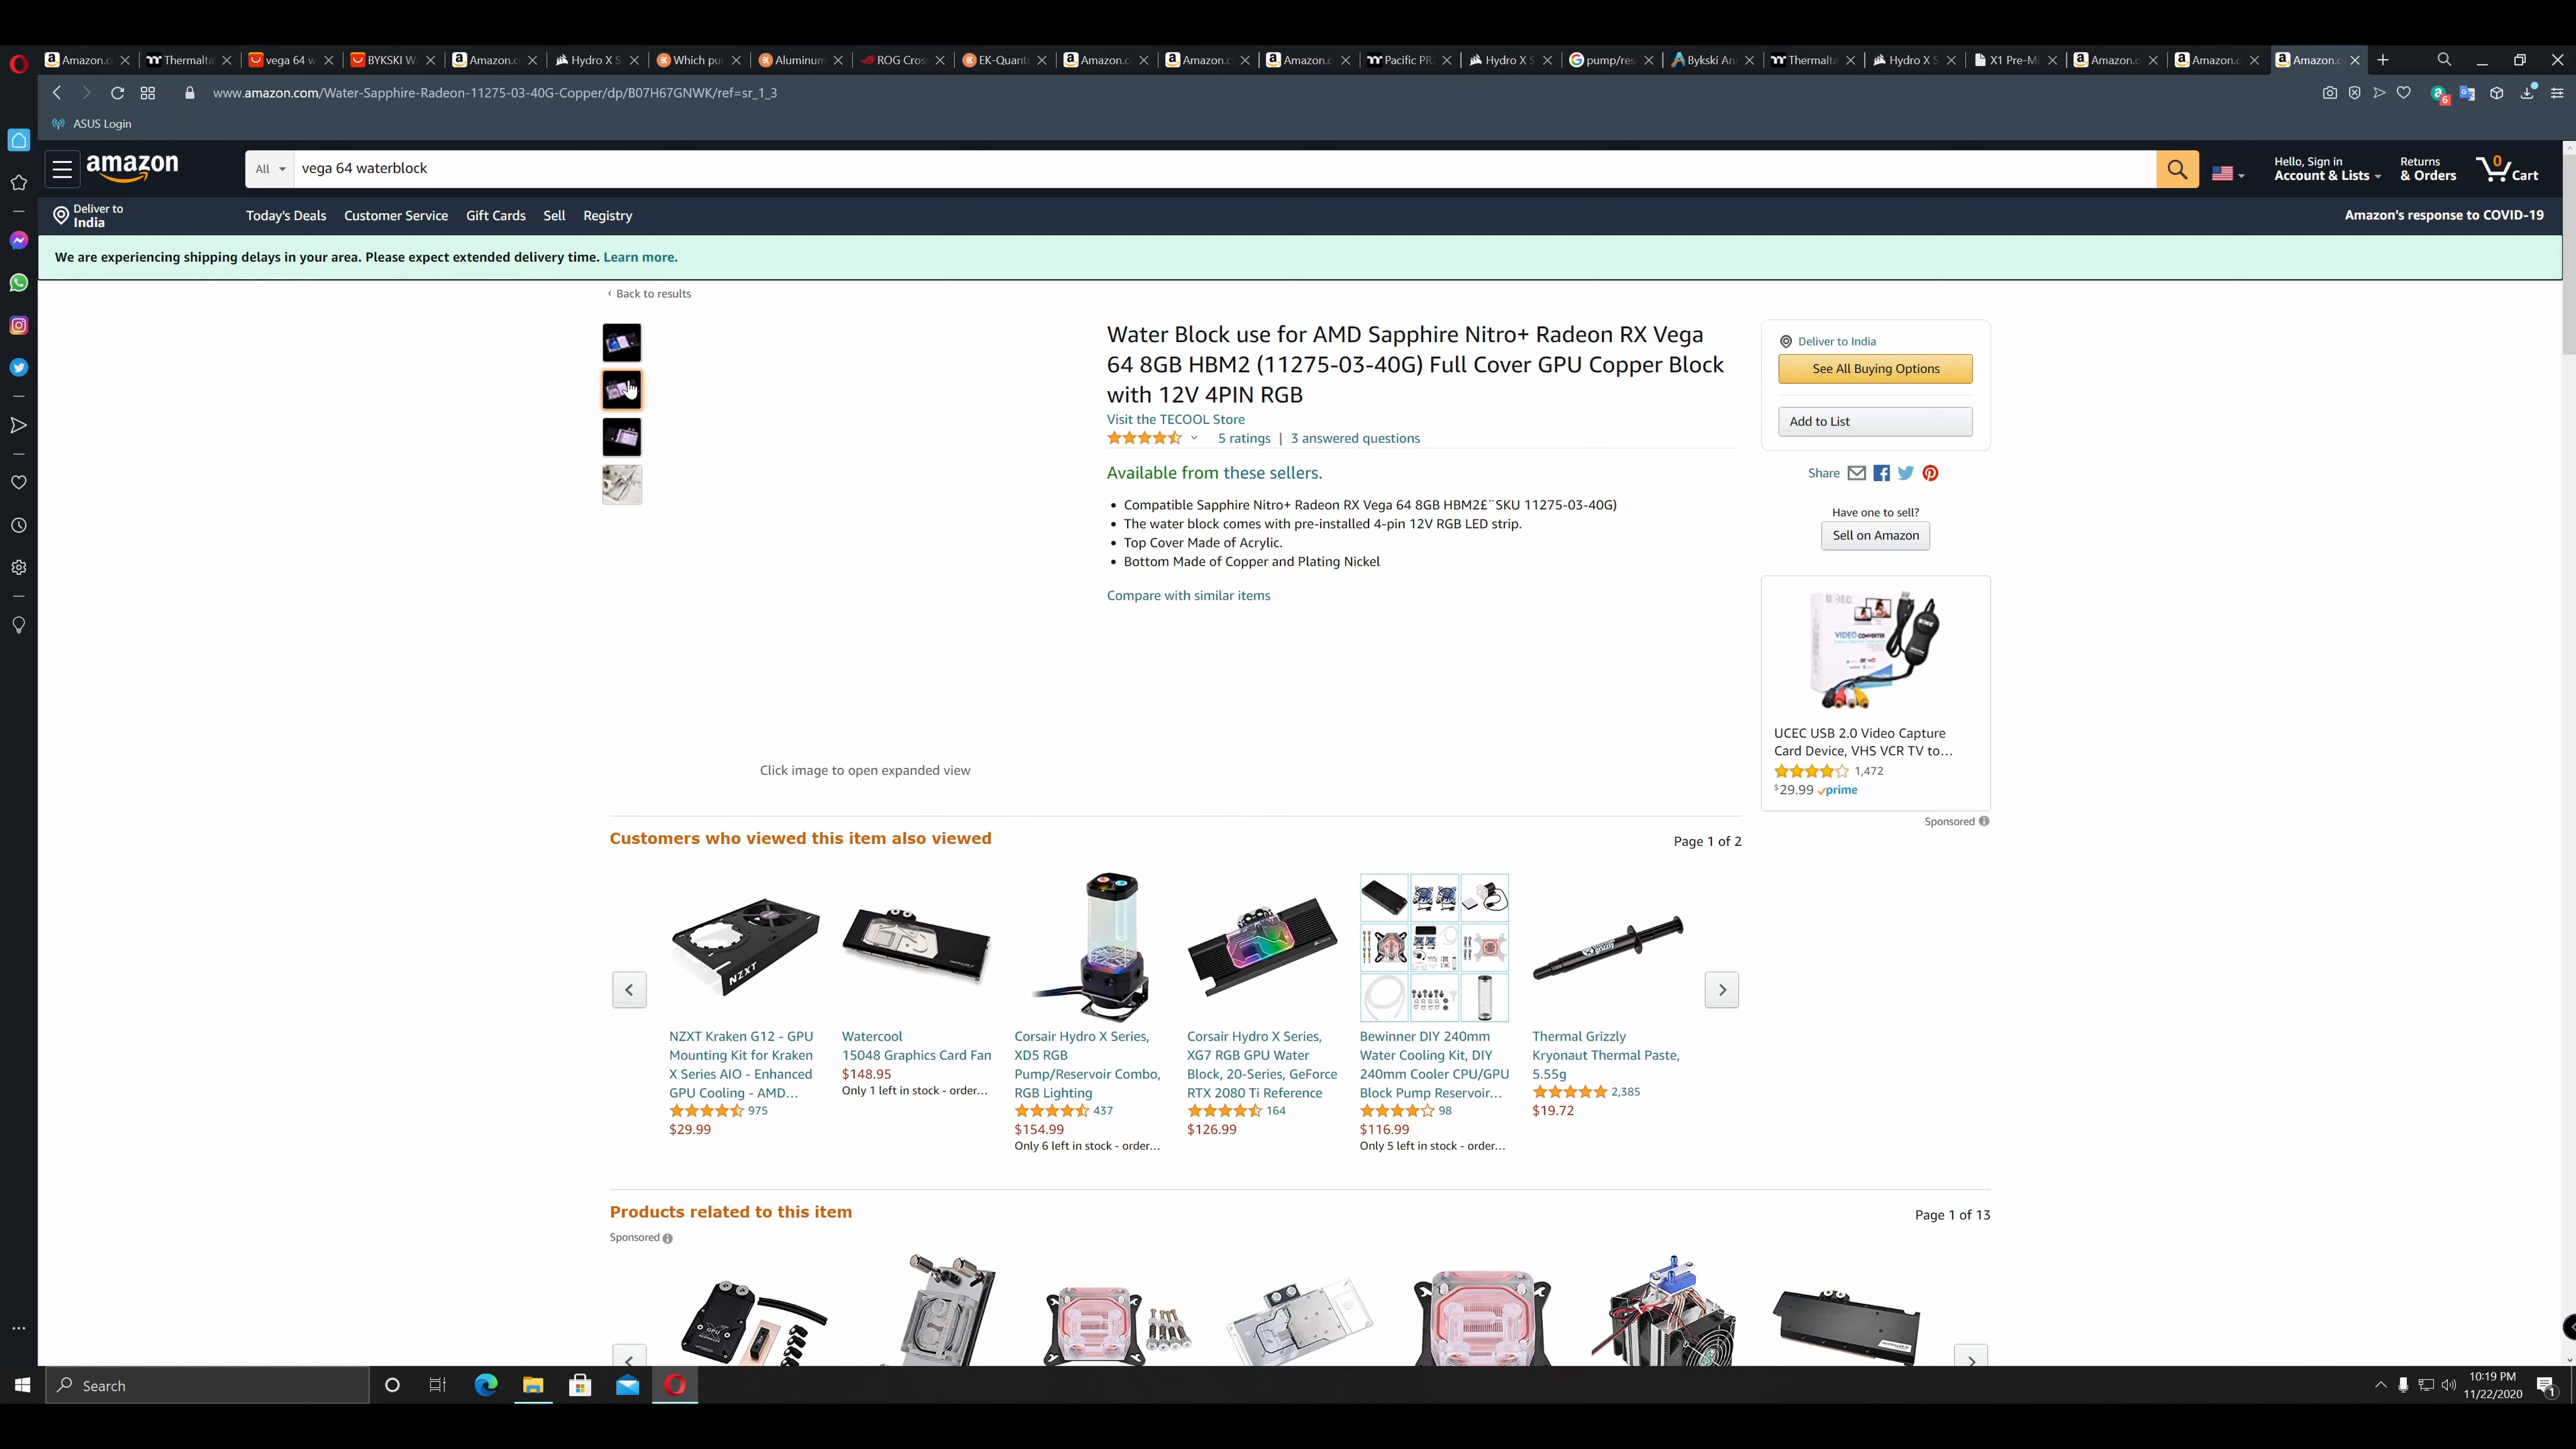 Amazon.c
Thermalta
vega 64 w
BYKSKI W
Amazon.c
Hydro X S
Which pu
Aluminum
ROG Cros
EK-Quant
Amazon.c
Amazon.c
Amazon.c
Pacific PR
Hydro X S
pump/res
Bykski An
Thermalta
Hydro X S
X1 Pre-Mi
Amazon.c
Amazon.c
Amazon.c
www.amazon.com/Water-Sapphire-Radeon-11275-03-40G-Copper/dp/B07H67GNWK/ref=sr_1_3
6
ASUS Login
amazon
All
vega 64 waterblock
Hello, Sign in
Account & Lists
Returns
& Orders
0
Cart
Deliver to
India
Today's Deals
Customer Service
Gift Cards
Sell
Registry
Amazon's response to COVID-19
We are experiencing shipping delays in your area. Please expect extended delivery time. Learn more.
‹ Back to results
Water Block use for AMD Sapphire Nitro+ Radeon RX Vega
64 8GB HBM2 (11275-03-40G) Full Cover GPU Copper Block
with 12V 4PIN RGB
Visit the TECOOL Store
5 ratings | 3 answered questions
Available from these sellers.
• Compatible Sapphire Nitro+ Radeon RX Vega 64 8GB HBM2£¨SKU 11275-03-40G)
• The water block comes with pre-installed 4-pin 12V RGB LED strip.
• Top Cover Made of Acrylic.
• Bottom Made of Copper and Plating Nickel
Compare with similar items
Click image to open expanded view
Deliver to India
See All Buying Options
Add to List
Share
Have one to sell?
Sell on Amazon
VIDEO CONVERTER
UCEC USB 2.0 Video Capture
Card Device, VHS VCR TV to…
1,472
$29.99 prime
Sponsored
Customers who viewed this item also viewed
Page 1 of 2
NZXT
NZXT Kraken G12 - GPU
Mounting Kit for Kraken
X Series AIO - Enhanced
GPU Cooling - AMD…
975
$29.99
Watercool
15048 Graphics Card Fan
$148.95
Only 1 left in stock - order…
Corsair Hydro X Series,
XD5 RGB
Pump/Reservoir Combo,
RGB Lighting
437
$154.99
Only 6 left in stock - order…
Corsair Hydro X Series,
XG7 RGB GPU Water
Block, 20-Series, GeForce
RTX 2080 Ti Reference
164
$126.99
Bewinner DIY 240mm
Water Cooling Kit, DIY
240mm Cooler CPU/GPU
Block Pump Reservoir…
98
$116.99
Only 5 left in stock - order…
Thermal Grizzly
Kryonaut Thermal Paste,
5.55g
2,385
$19.72
Products related to this item
Page 1 of 13
Sponsored
Search
10:19 PM
11/22/2020
1